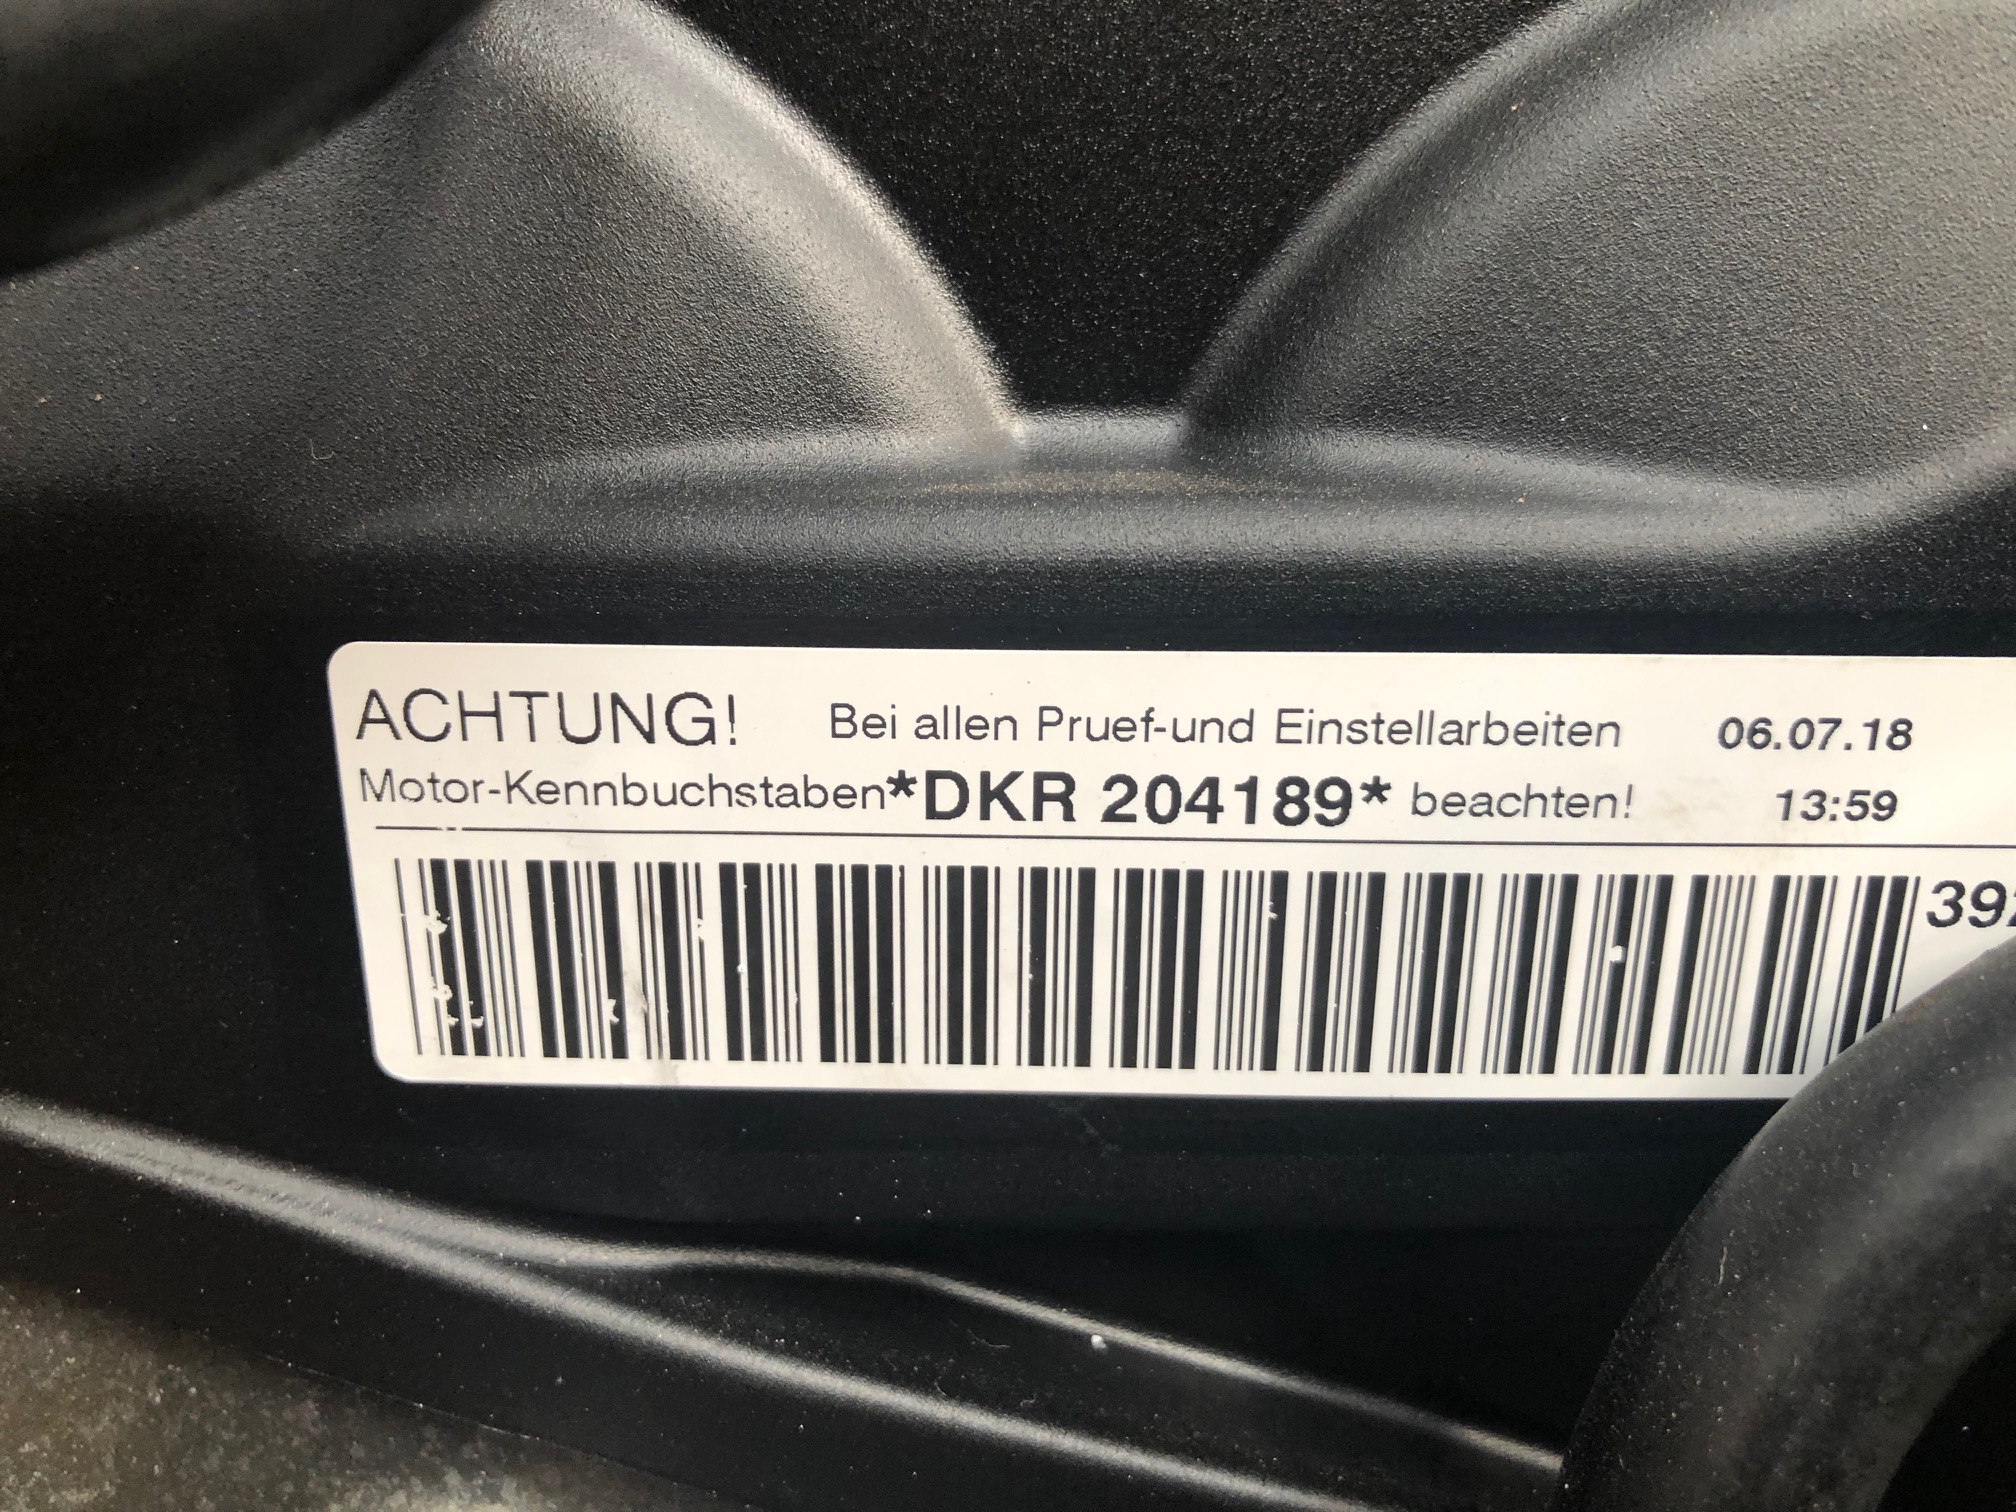 ACHTUNG! Bei allen Pruef-und Einstellarbeiten 06.07.18
Motor-Kennbuchstaben*DKR 204189* beachten! 13:59